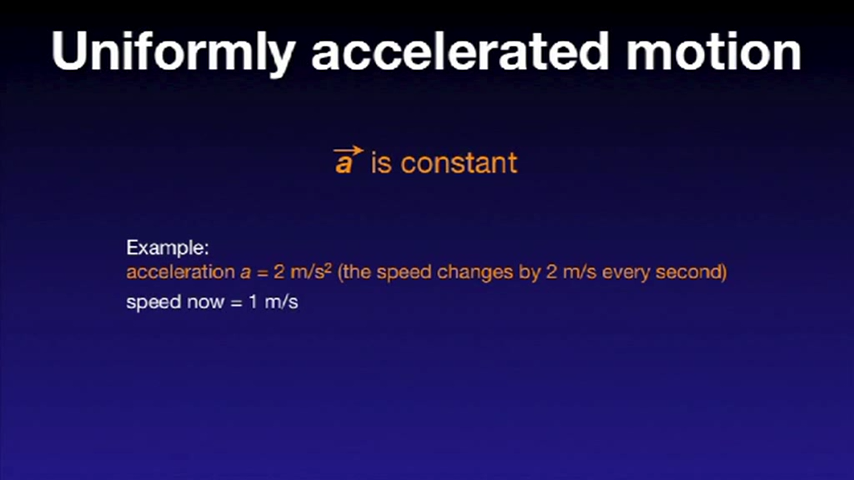 Uniformly accelerated motion
a is constant
Example:
acceleration a = 2 m/s² (the speed changes by 2 m/s every second)
speed now = 1 m/s